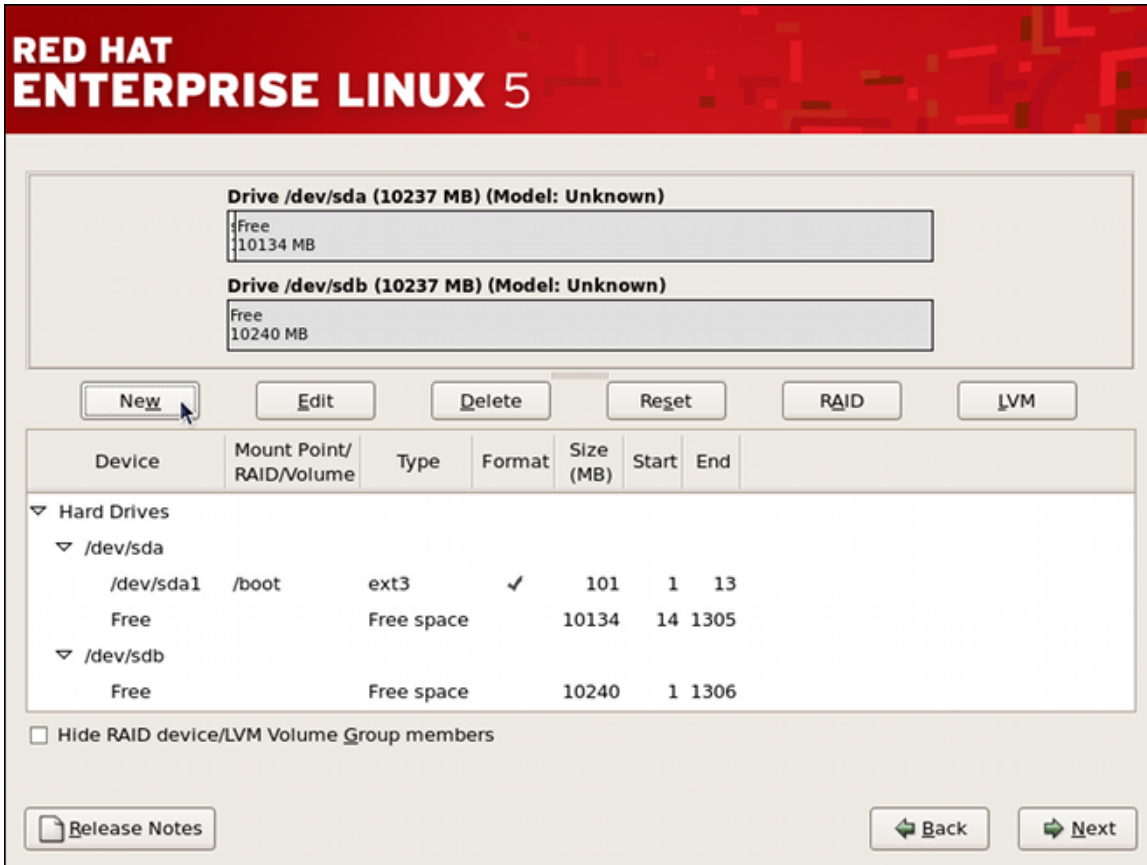 RED HAT
ENTERPRISE LINUX 5
Drive /dev/sda (10237 MB) (Model: Unknown)
Free
10134 MB
Drive /dev/sdb (10237 MB) (Model: Unknown)
Free
10240 MB
New Edit Delete Reset RAID LVM
Device Mount Point/ RAID/Volume Type Format Size (MB) Start End
Hard Drives
/dev/sda
/dev/sda1 /boot ext3 ✓ 101 1 13
Free Free space 10134 14 1305
/dev/sdb
Free Free space 10240 1 1306
Hide RAID device/LVM Volume Group members
Release Notes Back Next